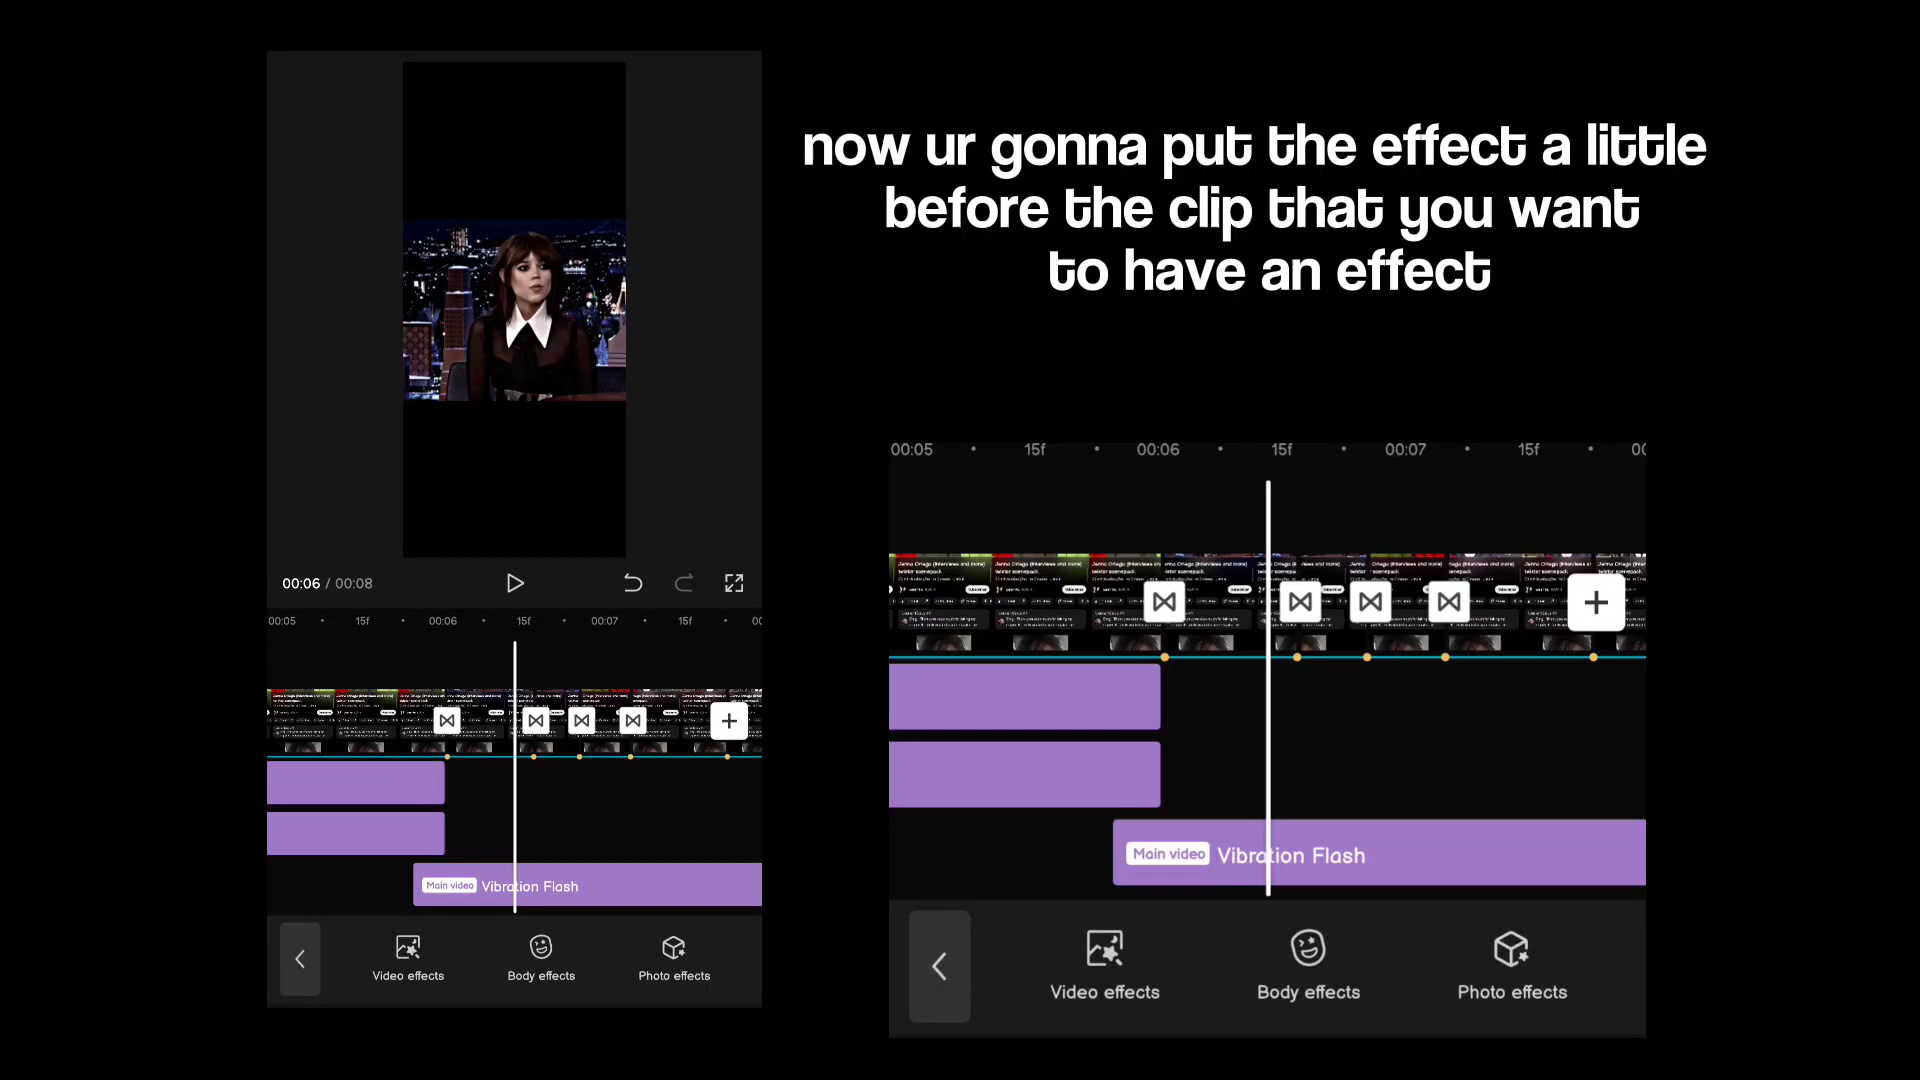 now ur gonna put the effect a little
before the clip that you want
to have an effect
00:06 / 00:08
00:05 15f 00:06 15f 00:07 15f
Main video Vibration Flash
Video effects Body effects Photo effects
00:05 15f 00:06 15f 00:07 15f
Main video Vibration Flash
Video effects Body effects Photo effects